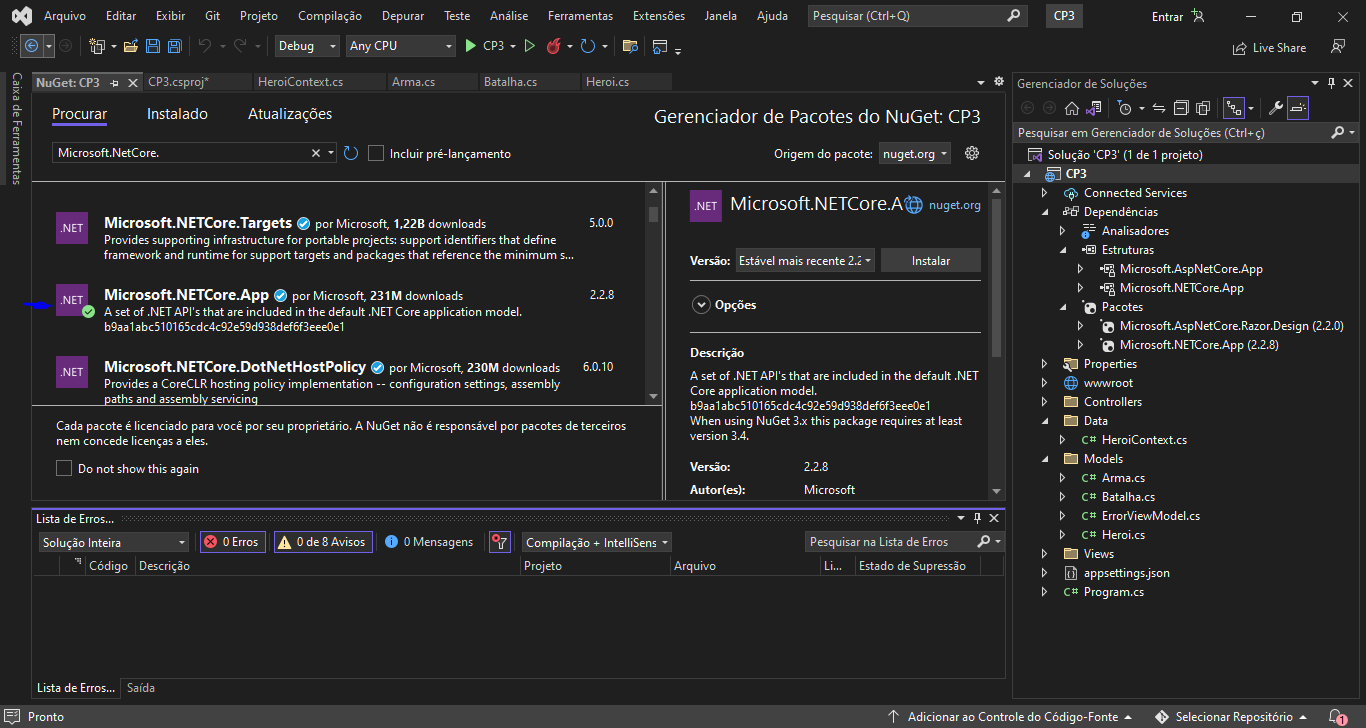 Arquivo Editar Exibir Git Projeto Compilação Depurar Teste Análise Ferramentas Extensões Janela Ajuda Pesquisar (Ctrl+Q) CP3 Entrar
Debug Any CPU CP3 Live Share
Caixa de Ferramentas
NuGet: CP3 CP3.csproj* HeroiContext.cs Arma.cs Batalha.cs Heroi.cs
Procurar Instalado Atualizações
Gerenciador de Pacotes do NuGet: CP3
Microsoft.NetCore. Incluir pré-lançamento
Origem do pacote: nuget.org
.NET
Microsoft.NETCore.Targets por Microsoft, 1,22B downloads 5.0.0
Provides supporting infrastructure for portable projects: support identifiers that define
framework and runtime for support targets and packages that reference the minimum s...
.NET
Microsoft.NETCore.App por Microsoft, 231M downloads 2.2.8
A set of .NET API's that are included in the default .NET Core application model.
b9aa1abc510165cdc4c92e59d938def6f3eee0e1
.NET
Microsoft.NETCore.DotNetHostPolicy por Microsoft, 230M downloads 6.0.10
Provides a CoreCLR hosting policy implementation -- configuration settings, assembly
paths and assembly servicing
Cada pacote é licenciado para você por seu proprietário. A NuGet não é responsável por pacotes de terceiros
nem concede licenças a eles.
Do not show this again
.NET
Microsoft.NETCore.A nuget.org
Versão: Estável mais recente 2.2 Instalar
Opções
Descrição
A set of .NET API's that are included in the default .NET
Core application model.
b9aa1abc510165cdc4c92e59d938def6f3eee0e1
When using NuGet 3.x this package requires at least
version 3.4.
Versão: 2.2.8
Autor(es): Microsoft
Lista de Erros...
Solução Inteira 0 Erros 0 de 8 Avisos 0 Mensagens Compilação + IntelliSens Pesquisar na Lista de Erros
Código Descrição Projeto Arquivo Li... Estado de Supressão
Lista de Erros... Saída
Gerenciador de Soluções
Pesquisar em Gerenciador de Soluções (Ctrl+ç)
Solução 'CP3' (1 de 1 projeto)
CP3
Connected Services
Dependências
Analisadores
Estruturas
Microsoft.AspNetCore.App
Microsoft.NETCore.App
Pacotes
Microsoft.AspNetCore.Razor.Design (2.2.0)
Microsoft.NETCore.App (2.2.8)
Properties
wwwroot
Controllers
Data
C# HeroiContext.cs
Models
C# Arma.cs
C# Batalha.cs
C# ErrorViewModel.cs
C# Heroi.cs
Views
appsettings.json
C# Program.cs
Pronto Adicionar ao Controle do Código-Fonte Selecionar Repositório 1